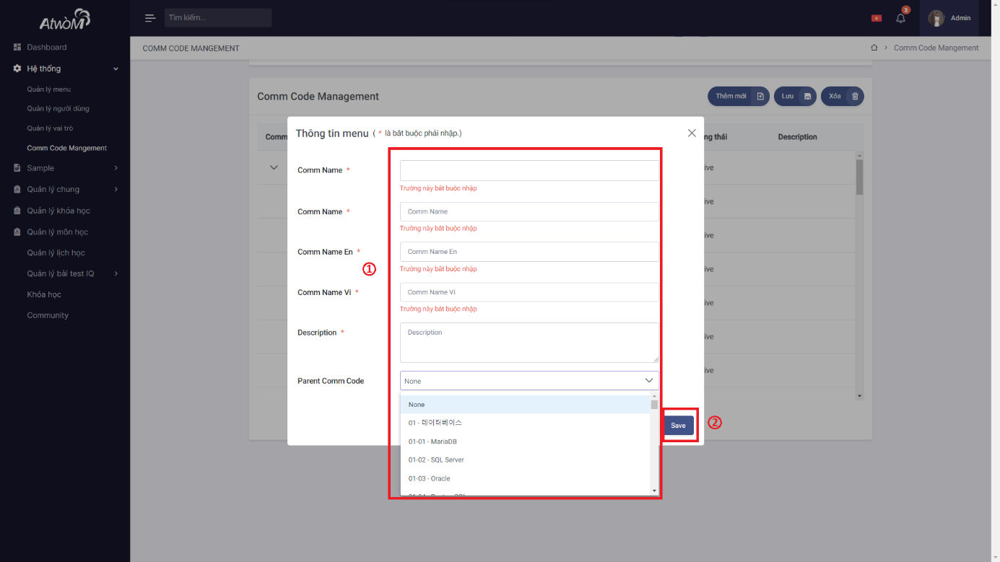 AtwoM
Tìm kiếm...
3
Admin
Dashboard
Hệ thống
Quản lý menu
Quản lý người dùng
Quản lý vai trò
Comm Code Mangement
Sample
Quản lý chung
Quản lý khóa học
Quản lý môn học
Quản lý lịch học
Quản lý bài test IQ
Khóa học
Community
COMM CODE MANGEMENT
Comm Code Mangement
Comm Code Management
Thêm mới
Lưu
Xóa
Comm
ng thái
Description
ive
ive
ive
ive
ive
ive
ive
Thông tin menu ( * là bắt buộc phải nhập.)
Comm Name *
Trường này bắt buộc nhập
Comm Name *
Comm Name
Trường này bắt buộc nhập
Comm Name En *
Comm Name En
①
Trường này bắt buộc nhập
Comm Name Vi *
Comm Name Vi
Trường này bắt buộc nhập
Description *
Description
Parent Comm Code
None
None
01 - 데이터베이스
01-01 - MariaDB
01-02 - SQL Server
01-03 - Oracle
Save
②